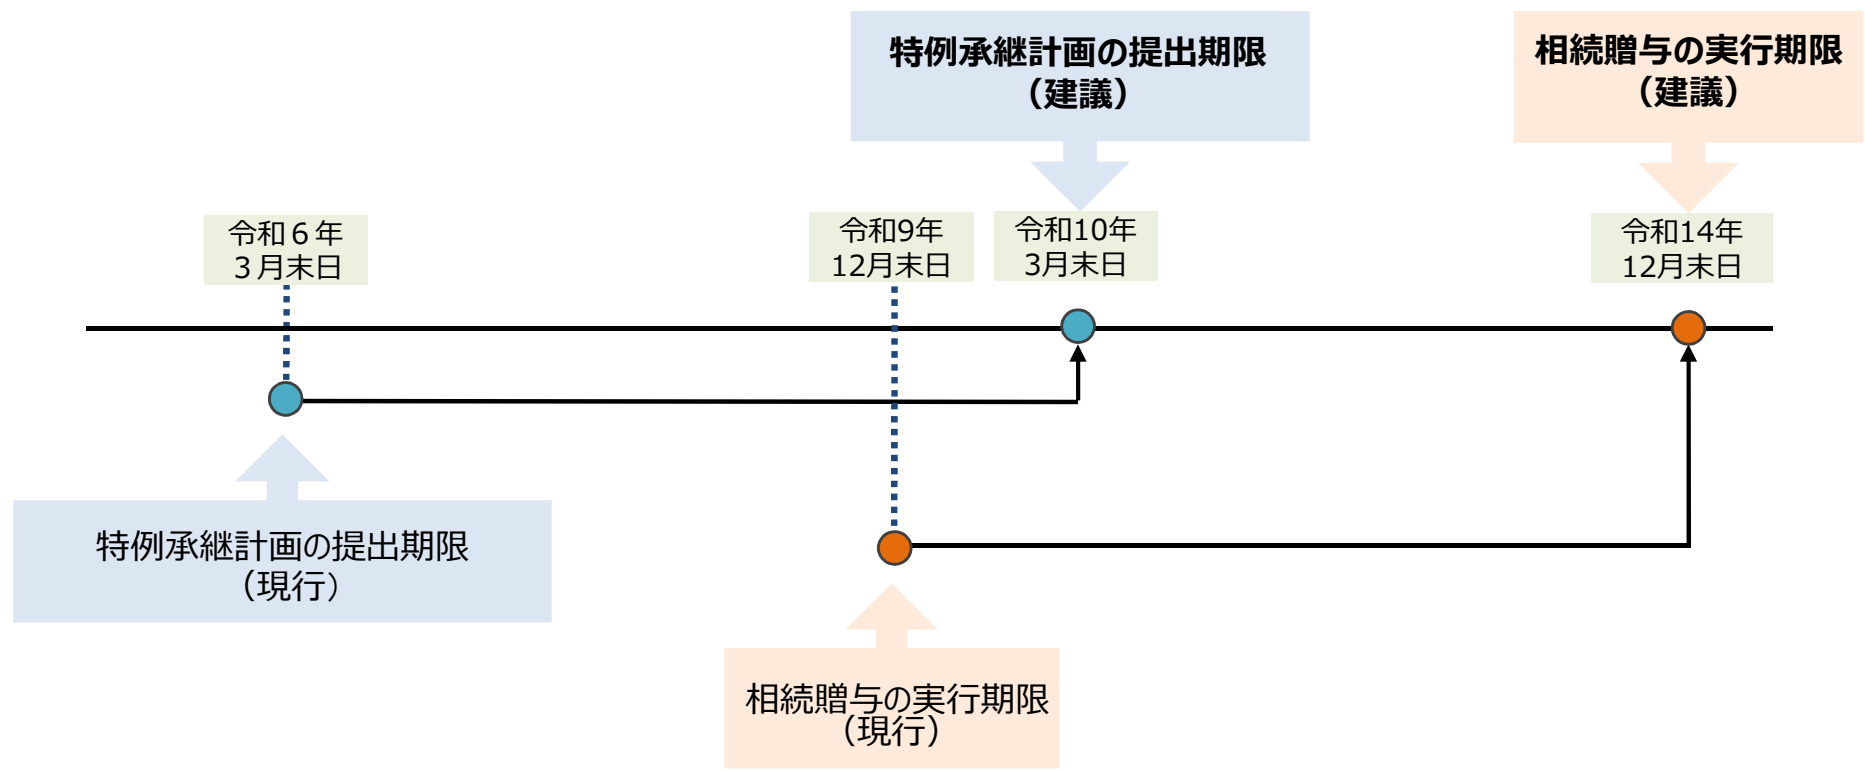 特例承継計画の提出期限
（建議）
相続贈与の実行期限
（建議）
令和６年
３月末日
令和9年
12月末日
令和10年
3月末日
令和14年
12月末日
特例承継計画の提出期限
（現行）
相続贈与の実行期限
（現行）